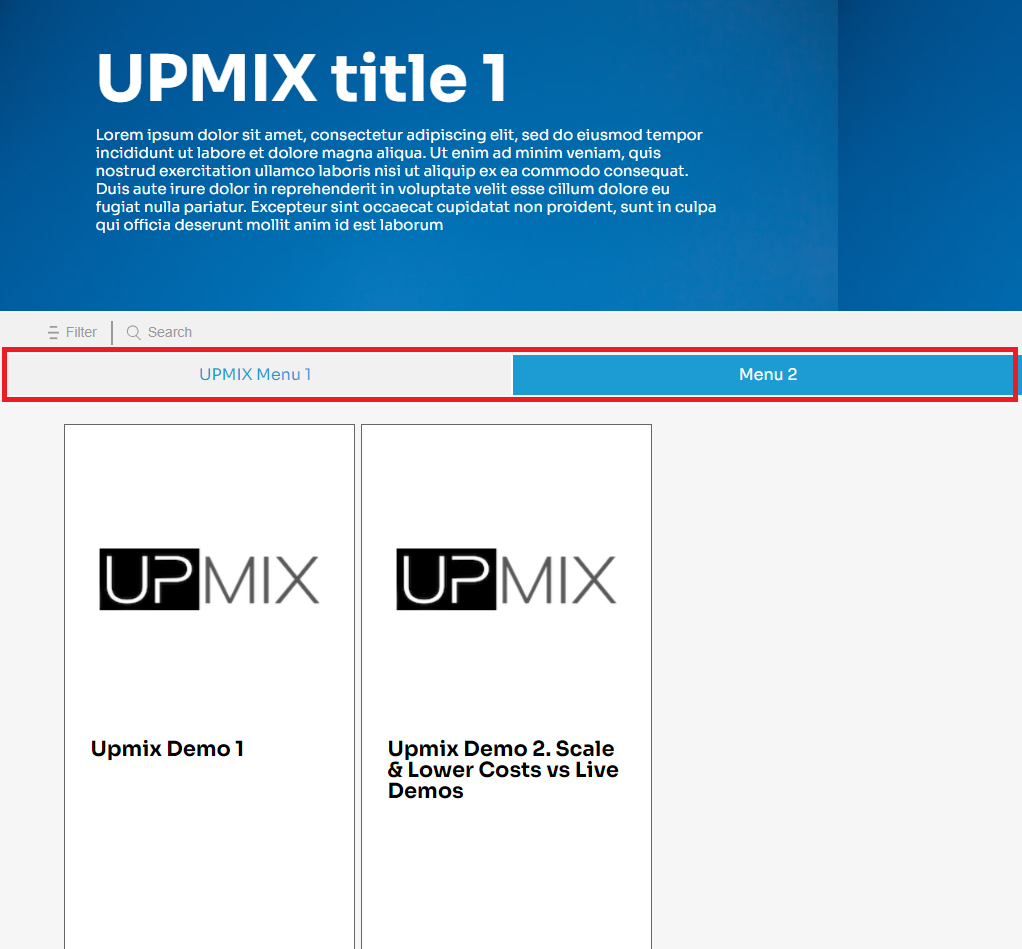 UPMIX title 1
Lorem ipsum dolor sit amet, consectetur adipiscing elit, sed do eiusmod tempor
incididunt ut labore et dolore magna aliqua. Ut enim ad minim veniam, quis
nostrud exercitation ullamco laboris nisi ut aliquip ex ea commodo consequat.
Duis aute irure dolor in reprehenderit in voluptate velit esse cillum dolore eu
fugiat nulla pariatur. Excepteur sint occaecat cupidatat non proident, sunt in culpa
qui officia deserunt mollit anim id est laborum
Filter
Search
UPMIX Menu 1
Menu 2
UPMIX
Upmix Demo 1
UPMIX
Upmix Demo 2. Scale
& Lower Costs vs Live
Demos